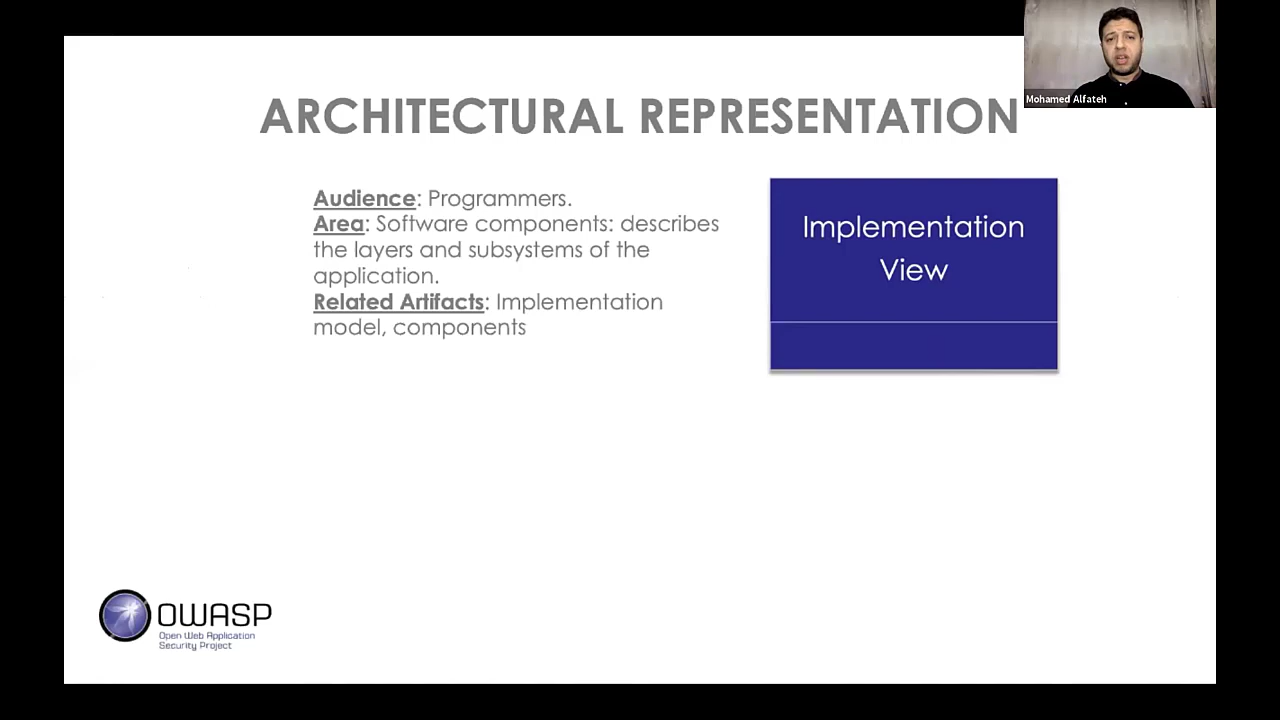 Mohamed Alfateh
ARCHITECTURAL REPRESENTATION
Audience: Programmers.
Area: Software components: describes
the layers and subsystems of the
application.
Related Artifacts: Implementation
model, components
Implementation
View
OWASP
Open Web Application
Security Project